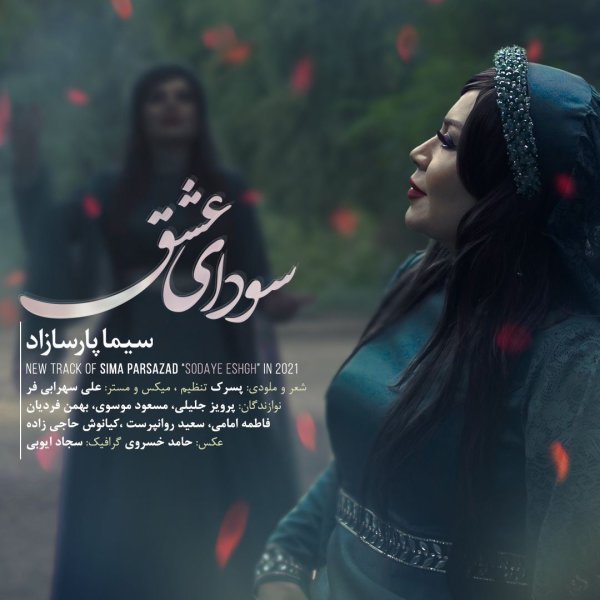 سودای عشق
سیما پارسازاد
NEW TRACK OF SIMA PARSAZAD "SODAYE ESHGH" IN 2021
شعر و ملودی: پسرک تنظیم ، میکس و مستر: علی سهرابی فر
نوازندگان: پرویز جلیلی، مسعود موسوی، بهمن فردیان
فاطمه امامی، سعید روانپرست ،کیانوش حاجی زاده
عکس: حامد خسروی گرافیک: سجاد ایوبی